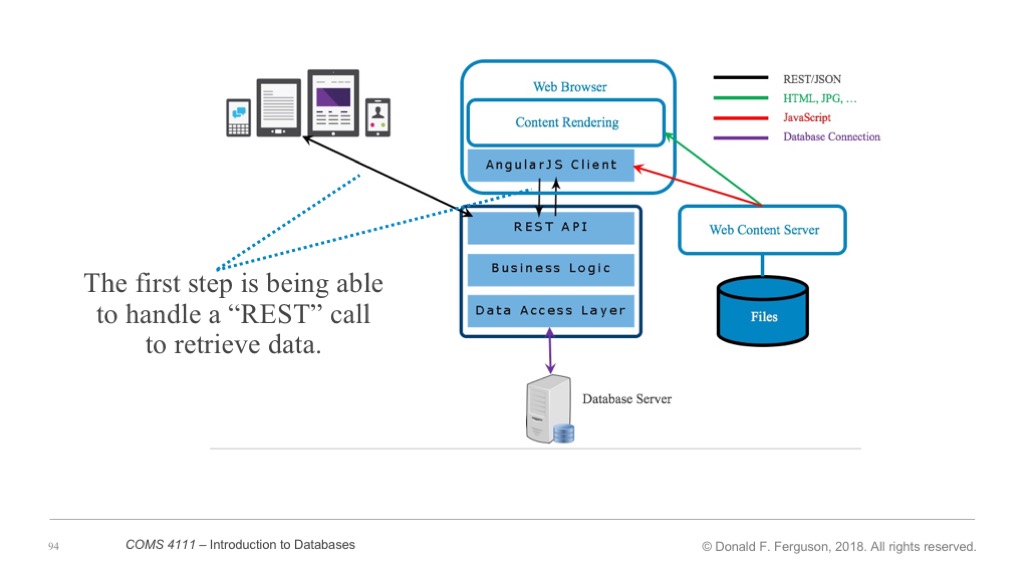 Web Browser
Content Rendering
AngularJS Client
REST API
Business Logic
Data Access Layer
Database Server
REST/JSON
HTML, JPG, …
JavaScript
Database Connection
Web Content Server
Files
The first step is being able
to handle a “REST” call
to retrieve data.
94
COMS 4111 – Introduction to Databases
© Donald F. Ferguson, 2018. All rights reserved.